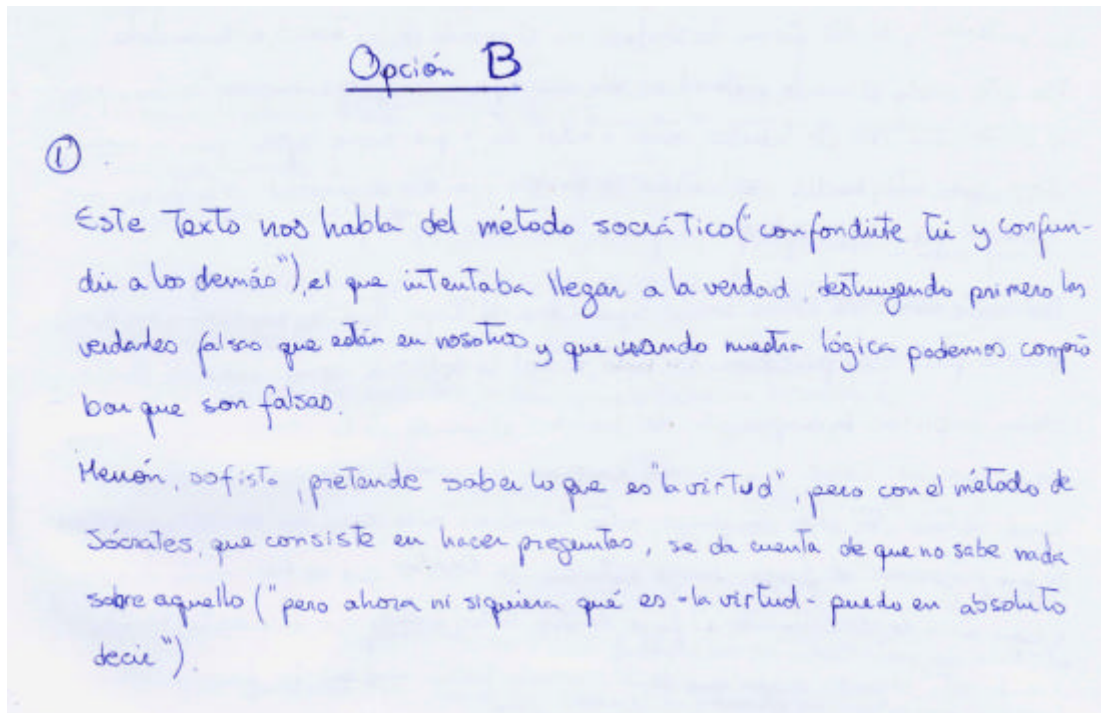 Opción B
①
Este Texto nos habla del método socráTico("confondirte tú y confun-
dir a los demás"), el que intentaba llegar a la verdad, destruyendo primero las
verdades falsas que están en nosotros y que usando nuestra lógica podemos compro
bar que son falsas.
Menón, sofista, pretende saber lo que es "la virtud", pero con el método de
Sócrates, que consiste en hacer preguntas, se da cuenta de que no sabe nada
sobre aquello ("pero ahora ni siquiera qué es -la virtud- puedo en absoluto
decir").